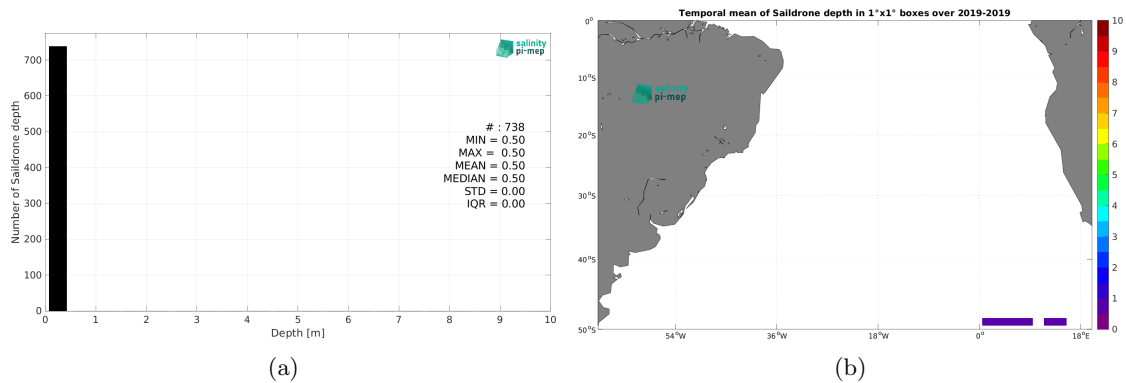 Number of Saildrone depth
700
600
500
400
300
200
100
0
salinity
pi-mep
# : 738
MIN = 0.50
MAX = 0.50
MEAN = 0.50
MEDIAN = 0.50
STD = 0.00
IQR = 0.00
0 1 2 3 4 5 6 7 8 9 10
Depth [m]
(a)
Temporal mean of Saildrone depth in 1°x1° boxes over 2019-2019
0°
10°S
20°S
30°S
40°S
50°S
salinity
pi-mep
54°W 36°W 18°W 0° 18°E
10
9
8
7
6
5
4
3
2
1
0
(b)